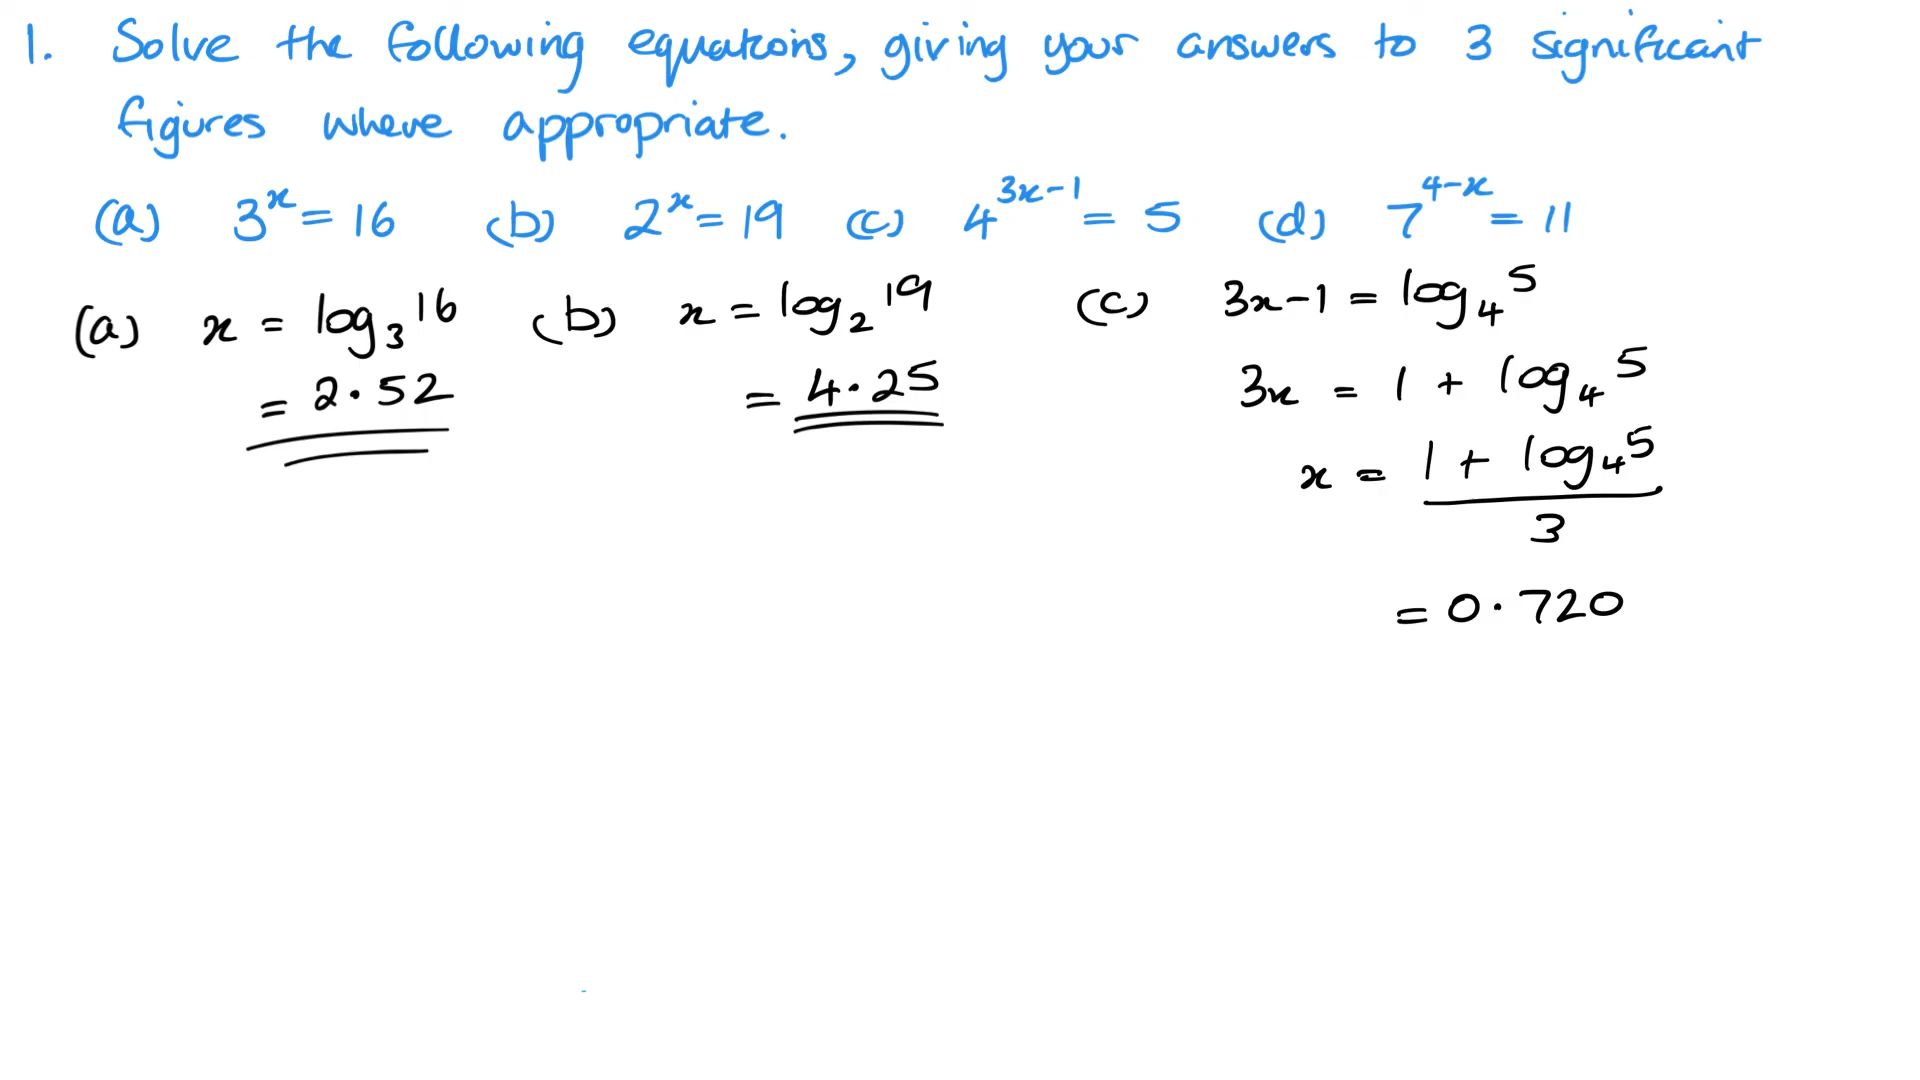 1. Solve the following equations, giving your answers to 3 significant
figures where appropriate.
(a) 3^x = 16 (b) 2^x = 19 (c) 4^(3x-1) = 5 (d) 7^(4-x) = 11
(a) x = log₃16 (b) x = log₂19 (c) 3x-1 = log₄5
= 2.52 = 4.25 3x = 1 + log₄5
x = (1 + log₄5)/3
= 0.720